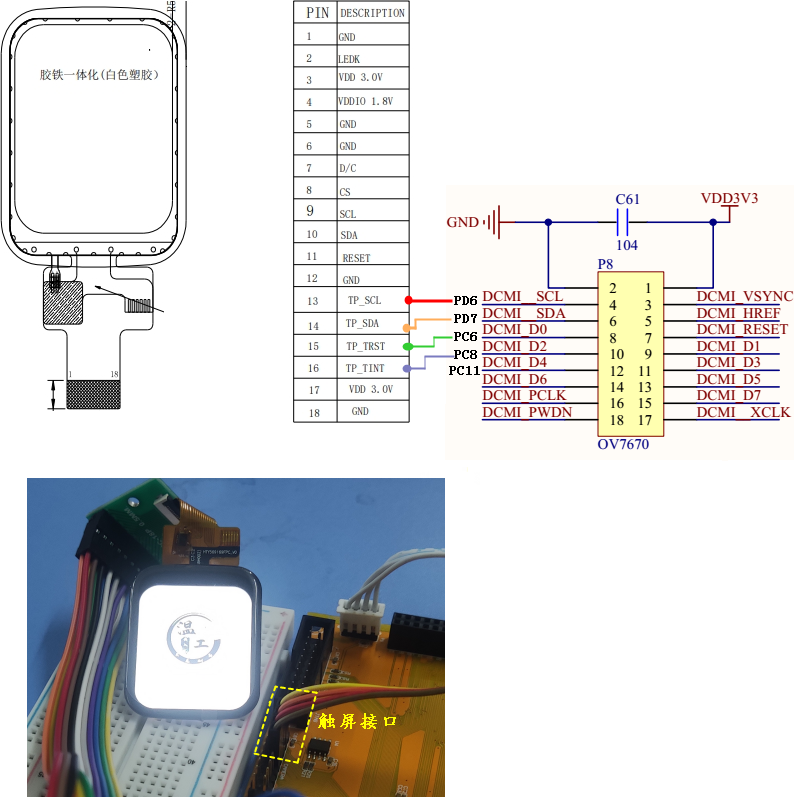 胶铁一体化(白色塑胶)
1 18
PIN DESCRIPTION
1 GND
2 LEDK
3 VDD 3.0V
4 VDDIO 1.8V
5 GND
6 GND
7 D/C
8 CS
9 SCL
10 SDA
11 RESET
12 GND
13 TP_SCL
14 TP_SDA
15 TP_TRST
16 TP_TINT
17 VDD 3.0V
18 GND
PD6
PD7
PC6
PC8
PC11
C61
VDD3V3
GND
104
P8
2 1
DCMI_SCL 4 3 DCMI_VSYNC
DCMI_SDA 6 5 DCMI_HREF
DCMI_D0 8 7 DCMI_RESET
DCMI_D2 10 9 DCMI_D1
DCMI_D4 12 11 DCMI_D3
DCMI_D6 14 13 DCMI_D5
DCMI_PCLK 16 15 DCMI_D7
DCMI_PWDN 18 17 DCMI_XCLK
OV7670
触屏接口